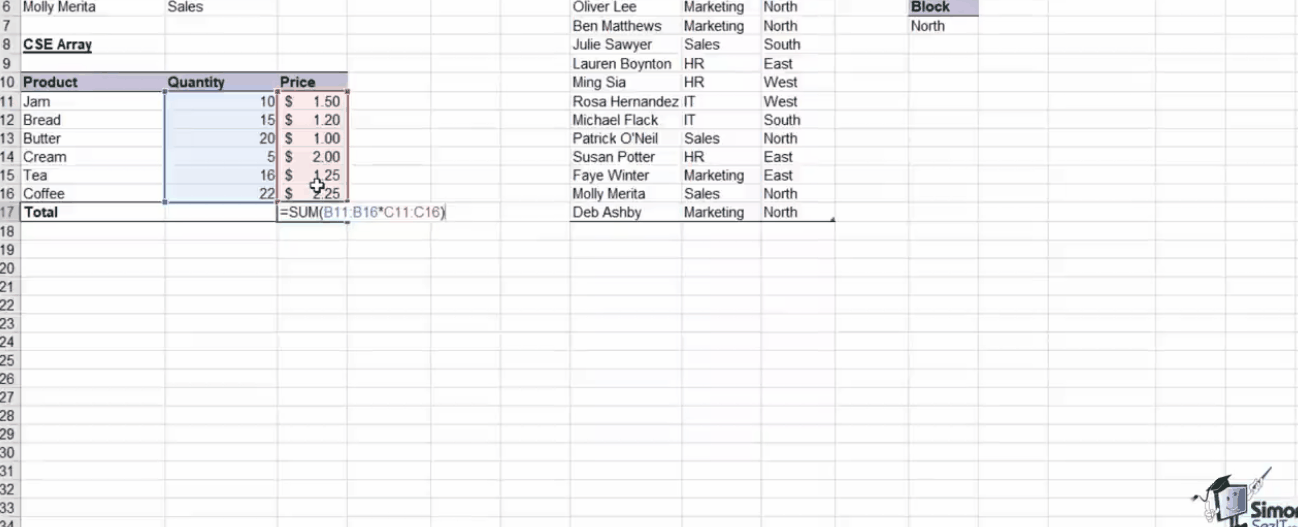 6 Molly Merita Sales Oliver Lee Marketing North Block
7 Ben Matthews Marketing North North
8 CSE Array Julie Sawyer Sales South
9 Lauren Boynton HR East
10 Product Quantity Price Ming Sia HR West
11 Jam 10 $ 1.50 Rosa Hernandez IT West
12 Bread 15 $ 1.20 Michael Flack IT South
13 Butter 20 $ 1.00 Patrick O'Neil Sales North
14 Cream 5 $ 2.00 Susan Potter HR East
15 Tea 16 $ 1.25 Faye Winter Marketing East
16 Coffee 22 $ 2.25 Molly Merita Sales North
17 Total =SUM(B11:B16*C11:C16) Deb Ashby Marketing North
18
19
20
21
22
23
24
25
26
27
28
29
30
31
32
33
34
Simon